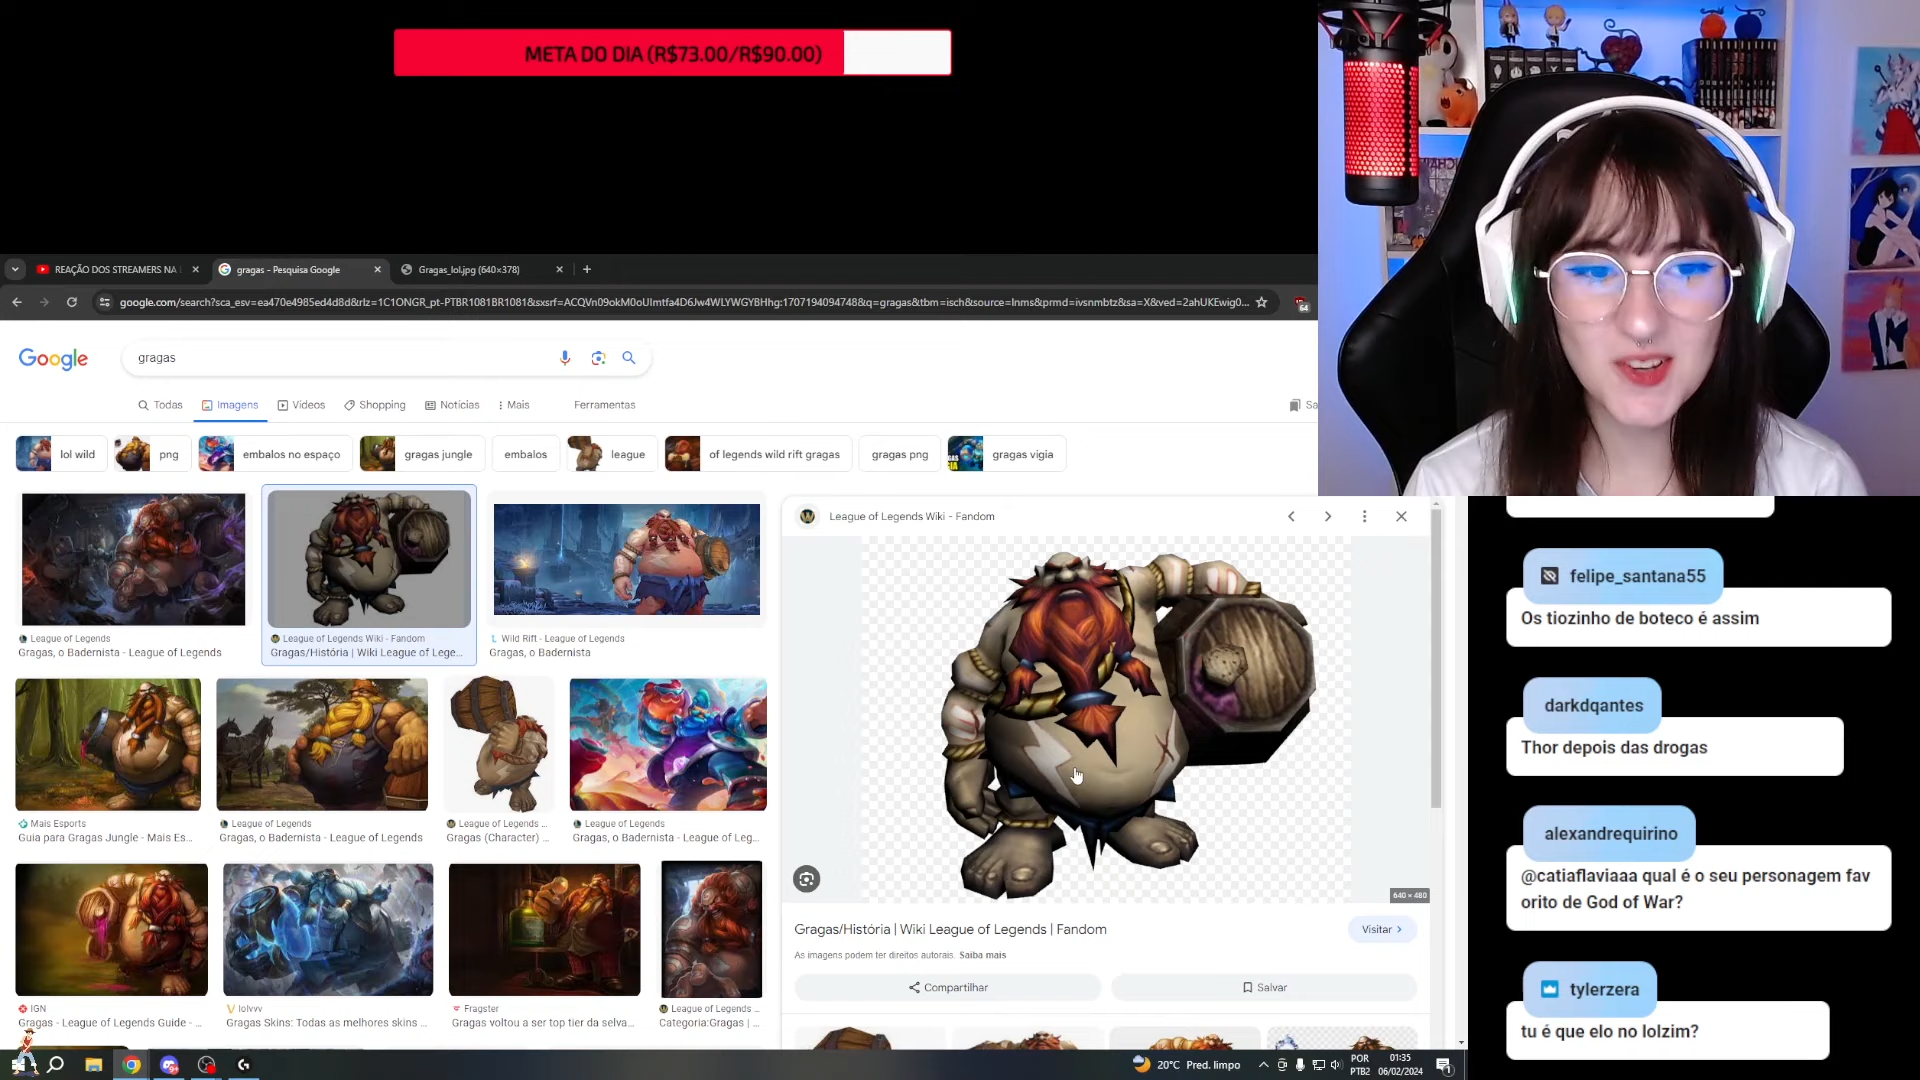 META DO DIA (R$73.00/R$90.00)
REAÇÃO DOS STREAMERS NA
gragas - Pesquisa Google
Gragas_lol.jpg (640×378)
google.com/search?sca_esv=ea470e4985ed4d8d&rlz=1C1ONGR_pt-PTBR1081BR1081&sxsrf=ACQVn09okM0oUImtfa4D6Jw4WLYWGYBHhg:1707194094748&q=gragas&tbm=isch&source=lnms&prmd=ivsnmbtz&sa=X&ved=2ahUKEwig0...
64
Google
gragas
Todas
Imagens
Vídeos
Shopping
Notícias
Mais
Ferramentas
lol wild
png
embalos no espaço
gragas jungle
embalos
league
of legends wild rift gragas
gragas png
gragas vigia
League of Legends
Gragas, o Badernista - League of Legends
League of Legends Wiki - Fandom
Gragas/História | Wiki League of Lege...
Wild Rift - League of Legends
Gragas, o Badernista
Mais Esports
Guia para Gragas Jungle - Mais Es...
League of Legends
Gragas, o Badernista - League of Legends
League of Legends ...
Gragas (Character) ...
League of Legends
Gragas, o Badernista - League of Leg...
IGN
Gragas - League of Legends Guide - ...
lolvvv
Gragas Skins: Todas as melhores skins ...
Fragster
Gragas voltou a ser top tier da selva...
League of Legends ...
Categoria:Gragas | ...
League of Legends Wiki - Fandom
640 × 480
Gragas/História | Wiki League of Legends | Fandom
Visitar
As imagens podem ter direitos autorais. Saiba mais
Compartilhar
Salvar
felipe_santana55
Os tiozinho de boteco é assim
darkdqantes
Thor depois das drogas
alexandrequirino
@catiaflaviaaa qual é o seu personagem fav
orito de God of War?
tylerzera
tu é que elo no lolzim?
20°C Pred. limpo
POR
PTB2
01:35
06/02/2024